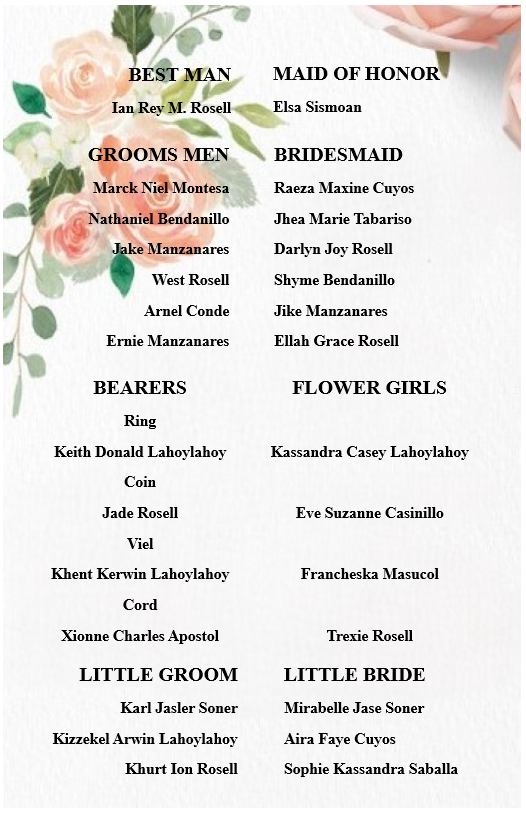 BEST MAN MAID OF HONOR
Ian Rey M. Rosell Elsa Sismoan
GROOMS MEN BRIDESMAID
Marck Niel Montesa Raeza Maxine Cuyos
Nathaniel Bendanillo Jhea Marie Tabariso
Jake Manzanares Darlyn Joy Rosell
West Rosell Shyme Bendanillo
Arnel Conde Jike Manzanares
Ernie Manzanares Ellah Grace Rosell
BEARERS FLOWER GIRLS
Ring
Keith Donald Lahoylahoy Kassandra Casey Lahoylahoy
Coin
Jade Rosell Eve Suzanne Casinillo
Viel
Khent Kerwin Lahoylahoy Francheska Masucol
Cord
Xionne Charles Apostol Trexie Rosell
LITTLE GROOM LITTLE BRIDE
Karl Jasler Soner Mirabelle Jase Soner
Kizzekel Arwin Lahoylahoy Aira Faye Cuyos
Khurt Ion Rosell Sophie Kassandra Saballa